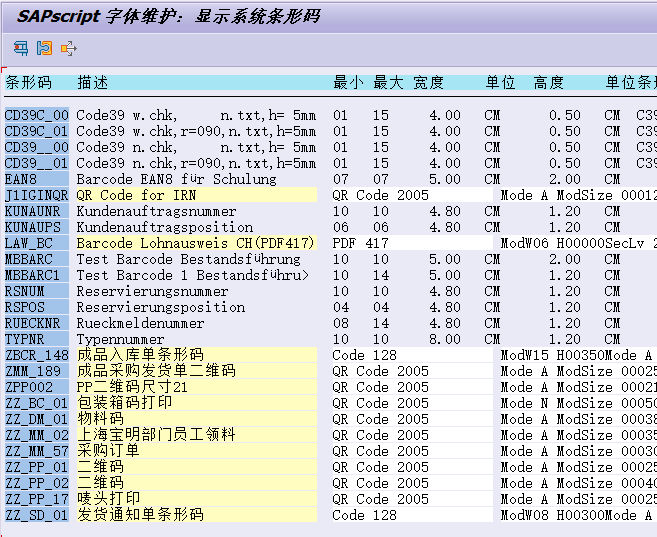 SAPscript 字体维护：显示系统条形码
条形码 描述 最小 最大 宽度 单位 高度 单位条
CD39C_00 Code39 w.chk, n.txt,h= 5mm 01 15 4.00 CM 0.50 CM C39
CD39C_01 Code39 w.chk,r=090,n.txt,h= 5mm 01 15 4.00 CM 0.50 CM C39
CD39__00 Code39 n.chk, n.txt,h= 5mm 01 15 4.00 CM 0.50 CM C39
CD39__01 Code39 n.chk,r=090,n.txt,h= 5mm 01 15 4.00 CM 0.50 CM C39
EAN8 Barcode EAN8 für Schulung 07 07 5.00 CM 2.00 CM
J1IGINQR QR Code for IRN QR Code 2005 Mode A ModSize 00012
KUNAUNR Kundenauftragsnummer 10 10 4.80 CM 1.20 CM
KUNAUPS Kundenauftragsposition 06 06 4.80 CM 1.20 CM
LAW_BC Barcode Lohnausweis CH(PDF417) PDF 417 ModW06 H00000SecLv 2
MBBARC Test Barcode Bestandsführung 10 10 5.00 CM 2.00 CM
MBBARC1 Test Barcode 1 Bestandsführu> 10 14 5.00 CM 1.20 CM
RSNUM Reservierungsnummer 10 10 4.80 CM 1.20 CM
RSPOS Reservierungsposition 04 04 4.80 CM 1.20 CM
RUECKNR Rueckmeldenummer 08 14 4.80 CM 1.20 CM
TYPNR Typennummer 10 10 8.00 CM 1.20 CM
ZBCR_148 成品入库单条形码 Code 128 ModW15 H00350Mode A
ZMM_189 成品采购发货单二维码 QR Code 2005 Mode A ModSize 00025
ZPP002 PP二维码尺寸21 QR Code 2005 Mode A ModSize 00021
ZZ_BC_01 包装箱码打印 QR Code 2005 Mode N ModSize 00050
ZZ_DM_01 物料码 QR Code 2005 Mode A ModSize 00038
ZZ_MM_02 上海宝明部门员工领料 QR Code 2005 Mode A ModSize 00035
ZZ_MM_57 采购订单 QR Code 2005 Mode A ModSize 00030
ZZ_PP_01 二维码 QR Code 2005 Mode A ModSize 00025
ZZ_PP_02 二维码 QR Code 2005 Mode A ModSize 00040
ZZ_PP_17 唛头打印 QR Code 2005 Mode A ModSize 00025
ZZ_SD_01 发货通知单条形码 Code 128 ModW08 H00300Mode A